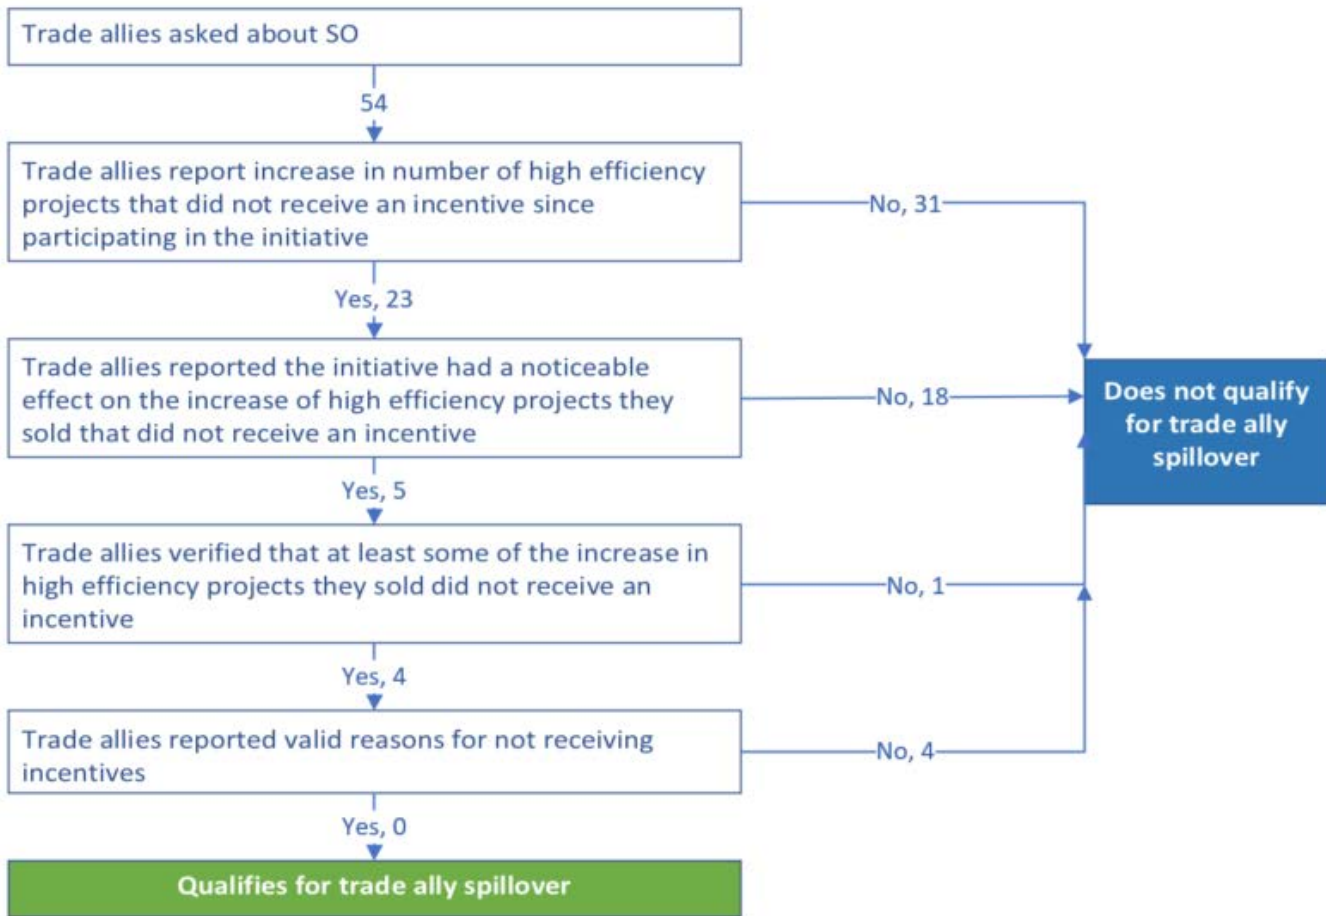 Trade allies asked about SO
54
Trade allies report increase in number of high efficiency
projects that did not receive an incentive since
participating in the initiative
No, 31
Yes, 23
Trade allies reported the initiative had a noticeable
effect on the increase of high efficiency projects they
sold that did not receive an incentive
No, 18
Does not qualify
for trade ally
spillover
Yes, 5
Trade allies verified that at least some of the increase in
high efficiency projects they sold did not receive an
incentive
No, 1
Yes, 4
Trade allies reported valid reasons for not receiving
incentives
No, 4
Yes, 0
Qualifies for trade ally spillover